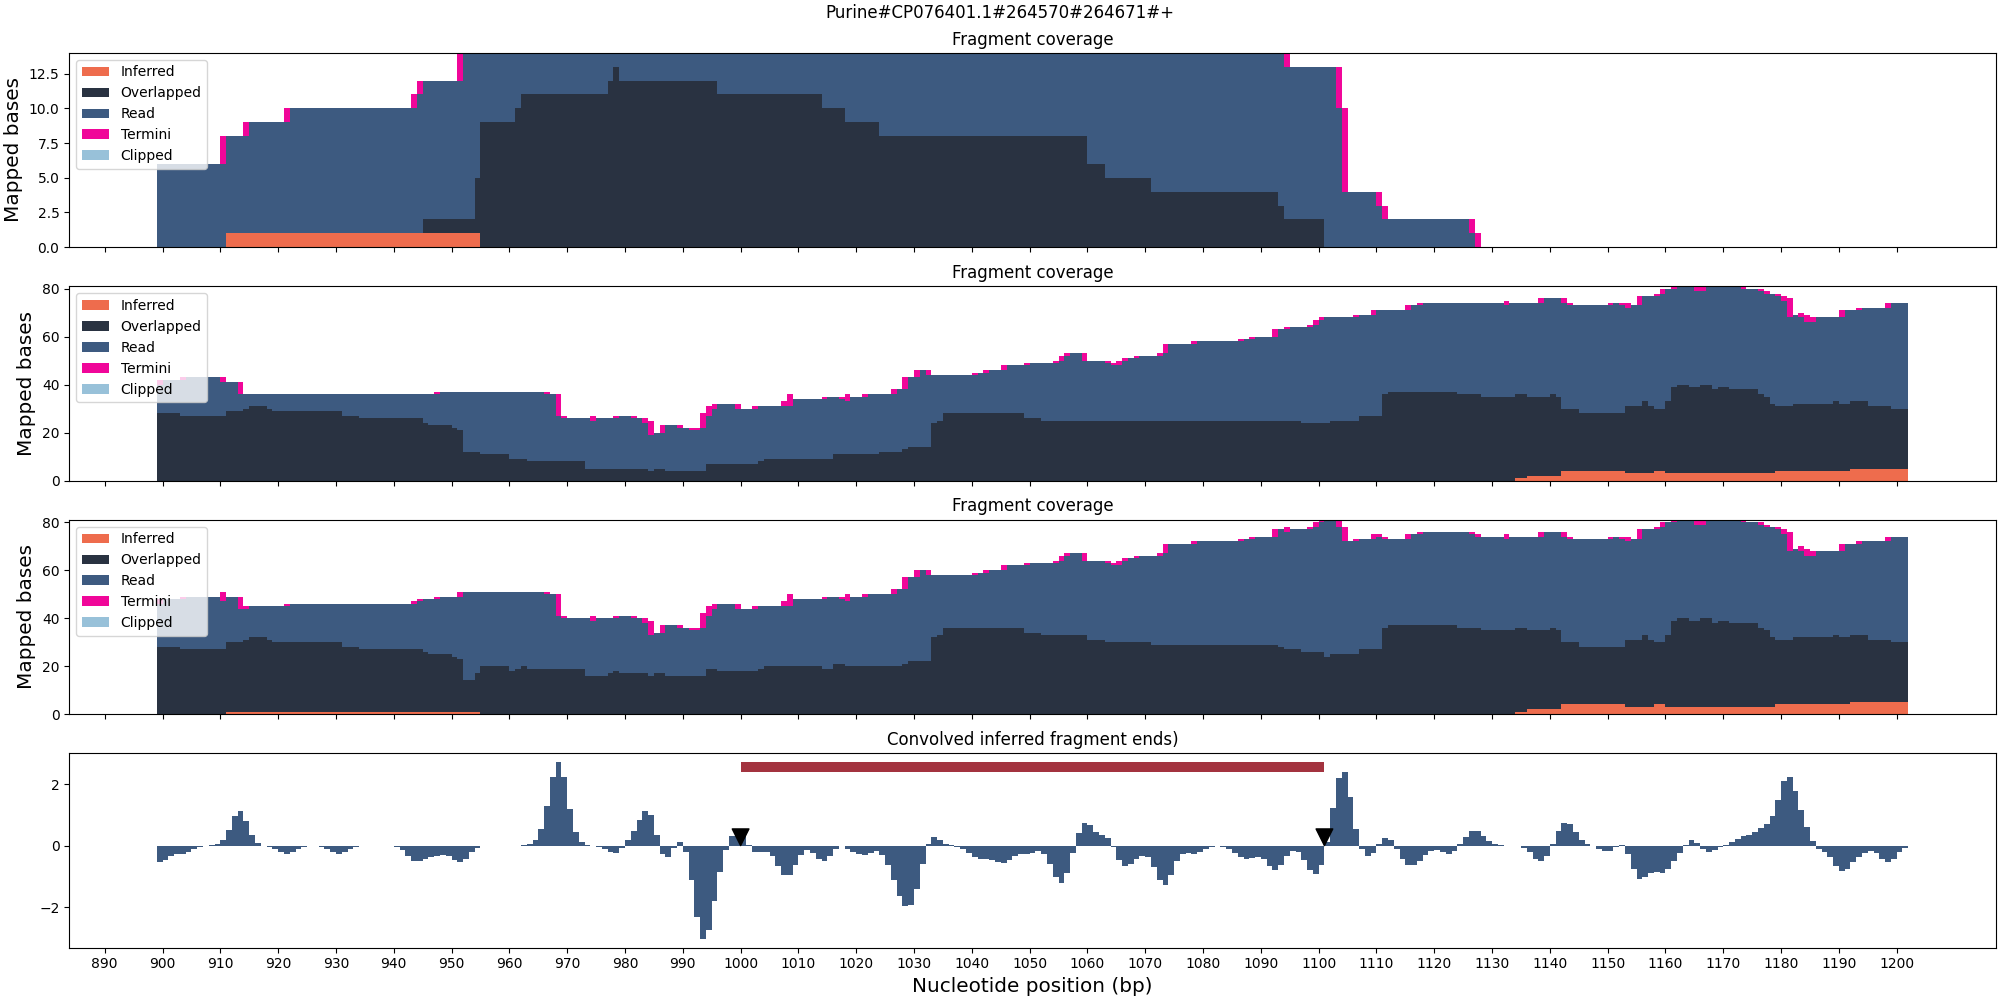 Purine#CP076401.1#264570#264671#+
Fragment coverage
Mapped bases
12.5
10.0
7.5
5.0
2.5
0.0
Inferred
Overlapped
Read
Termini
Clipped
Fragment coverage
Mapped bases
80
60
40
20
0
Inferred
Overlapped
Read
Termini
Clipped
Fragment coverage
Mapped bases
80
60
40
20
0
Inferred
Overlapped
Read
Termini
Clipped
Convolved inferred fragment ends)
2
0
−2
890 900 910 920 930 940 950 960 970 980 990 1000 1010 1020 1030 1040 1050 1060 1070 1080 1090 1100 1110 1120 1130 1140 1150 1160 1170 1180 1190 1200
Nucleotide position (bp)